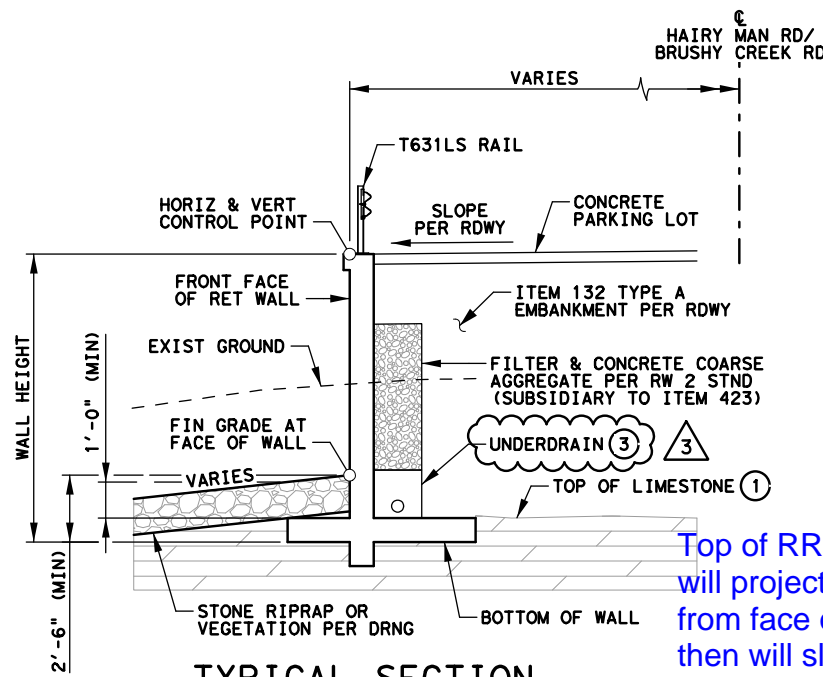 ℄
HAIRY MAN RD/
BRUSHY CREEK RD
VARIES
T631LS RAIL
HORIZ & VERT
CONTROL POINT
SLOPE
PER RDWY
CONCRETE
PARKING LOT
FRONT FACE
OF RET WALL
ITEM 132 TYPE A
EMBANKMENT PER RDWY
WALL HEIGHT
1'-0" (MIN)
EXIST GROUND
FILTER & CONCRETE COARSE
AGGREGATE PER RW 2 STND
(SUBSIDIARY TO ITEM 423)
FIN GRADE AT
FACE OF WALL
UNDERDRAIN 3
3
VARIES
TOP OF LIMESTONE 1
2'-6" (MIN)
STONE RIPRAP OR
VEGETATION PER DRNG
BOTTOM OF WALL
Top of RR
will project
from face
then will
TYPICAL SECTION